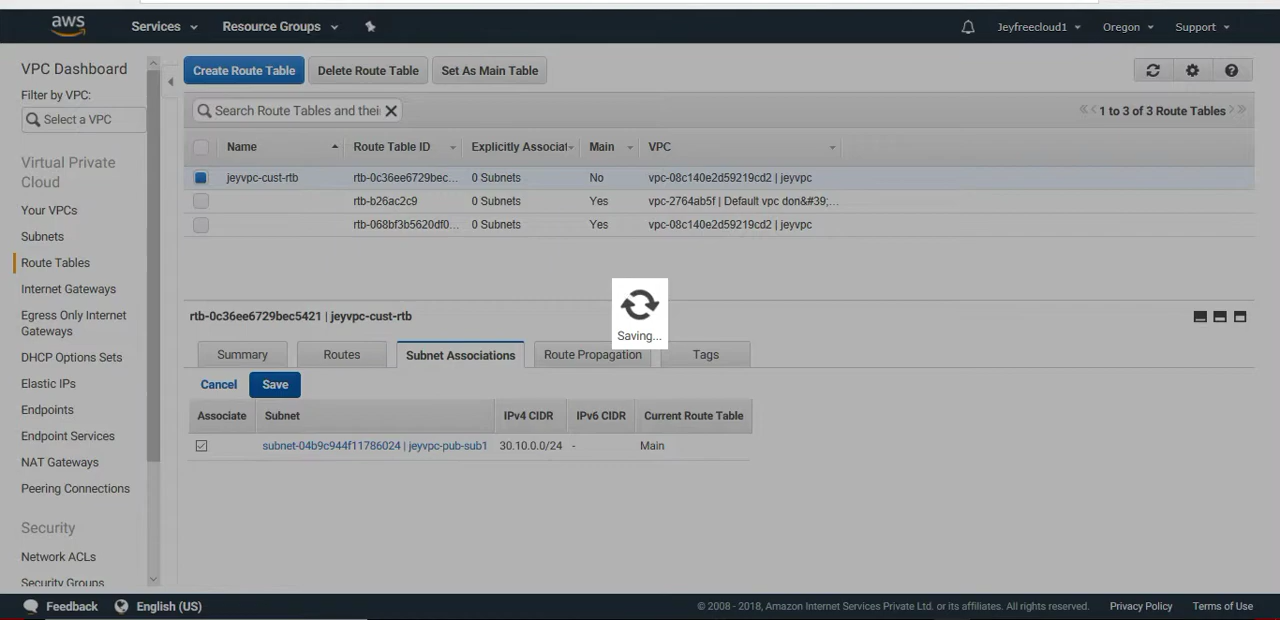 aws
Services
Resource Groups
Jeyfreecloud1
Oregon
Support
VPC Dashboard
Filter by VPC:
Select a VPC
Virtual Private
Cloud
Your VPCs
Subnets
Route Tables
Internet Gateways
Egress Only Internet
Gateways
DHCP Options Sets
Elastic IPs
Endpoints
Endpoint Services
NAT Gateways
Peering Connections
Security
Network ACLs
Security Groups
Create Route Table
Delete Route Table
Set As Main Table
Search Route Tables and thei
1 to 3 of 3 Route Tables
Name Route Table ID Explicitly Associat Main VPC
jeyvpc-cust-rtb rtb-0c36ee6729bec... 0 Subnets No vpc-08c140e2d59219cd2 | jeyvpc
rtb-b26ac2c9 0 Subnets Yes vpc-2764ab5f | Default vpc don&#39;...
rtb-068bf3b5620df0... 0 Subnets Yes vpc-08c140e2d59219cd2 | jeyvpc
rtb-0c36ee6729bec5421 | jeyvpc-cust-rtb
Saving...
Summary
Routes
Subnet Associations
Route Propagation
Tags
Cancel
Save
Associate Subnet IPv4 CIDR IPv6 CIDR Current Route Table
subnet-04b9c944f11786024 | jeyvpc-pub-sub1 30.10.0.0/24 - Main
Feedback
English (US)
© 2008 - 2018, Amazon Internet Services Private Ltd. or its affiliates. All rights reserved.
Privacy Policy
Terms of Use